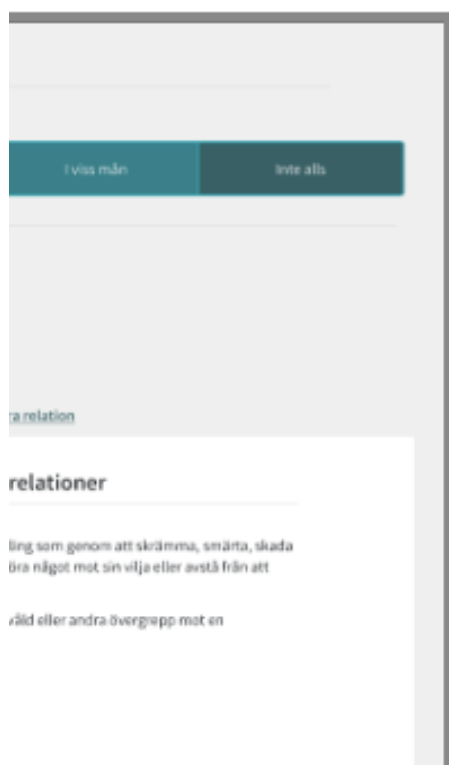 I viss mån
Inte alls
ra relation
relationer
lling som genom att skrämma, smärta, skada
öra något mot sin vilja eller avstå från att
våld eller andra övergrepp mot en